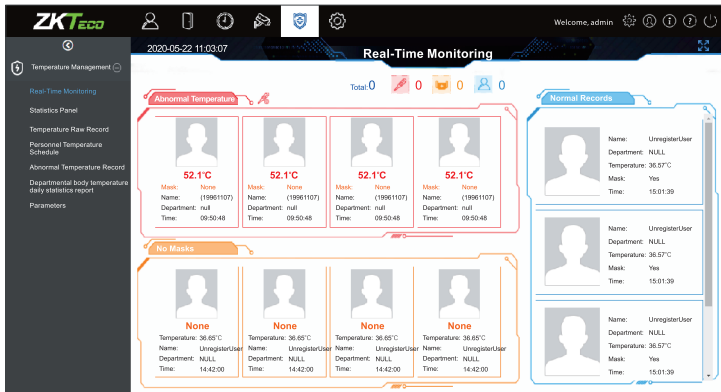 ZKTeco
Welcome, admin
Temperature Management
Real-Time Monitoring
Statistics Panel
Temperature Raw Record
Personnel Temperature
Schedule
Abnormal Temperature Record
Departmental body temperature
daily statistics report
Parameters
2020-05-22 11:03:07
Real-Time Monitoring
Total:0 0 0 0
Abnormal Temperature
52.1°C
Mask: None
Name: (19961107)
Department: null
Time: 09:50:48
52.1°C
Mask: None
Name: (19961107)
Department: null
Time: 09:50:48
52.1°C
Mask: None
Name: (19961107)
Department: null
Time: 09:50:48
52.1°C
Mask: None
Name: (19961107)
Department: null
Time: 09:50:48
No Masks
None
Temperature: 36.65°C
Name: UnregisterUser
Department: NULL
Time: 14:42:00
None
Temperature: 36.65°C
Name: UnregisterUser
Department: NULL
Time: 14:42:00
None
Temperature: 36.65°C
Name: UnregisterUser
Department: NULL
Time: 14:42:00
None
Temperature: 36.65°C
Name: UnregisterUser
Department: NULL
Time: 14:42:00
Normal Records
Name: UnregisterUser
Department: NULL
Temperature: 36.57°C
Mask: Yes
Time: 15:01:39
Name: UnregisterUser
Department: NULL
Temperature: 36.57°C
Mask: Yes
Time: 15:01:39
Name: UnregisterUser
Department: NULL
Temperature: 36.57°C
Mask: Yes
Time: 15:01:39